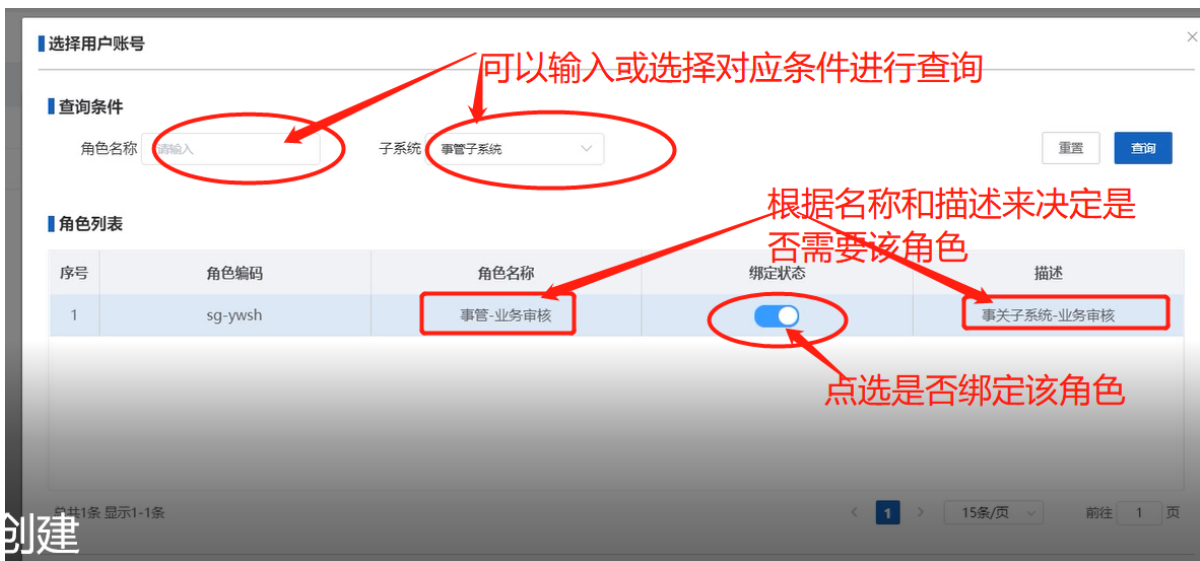 选择用户账号
可以输入或选择对应条件进行查询
查询条件
角色名称 请输入 子系统 事管子系统 重置 查询
根据名称和描述来决定是
否需要该角色
角色列表
序号 角色编码 角色名称 绑定状态 描述
1 sg-ywsh 事管-业务审核 事关子系统-业务审核
点选是否绑定该角色
总共1条 显示1-1条 1 15条/页 前往 1 页
创建